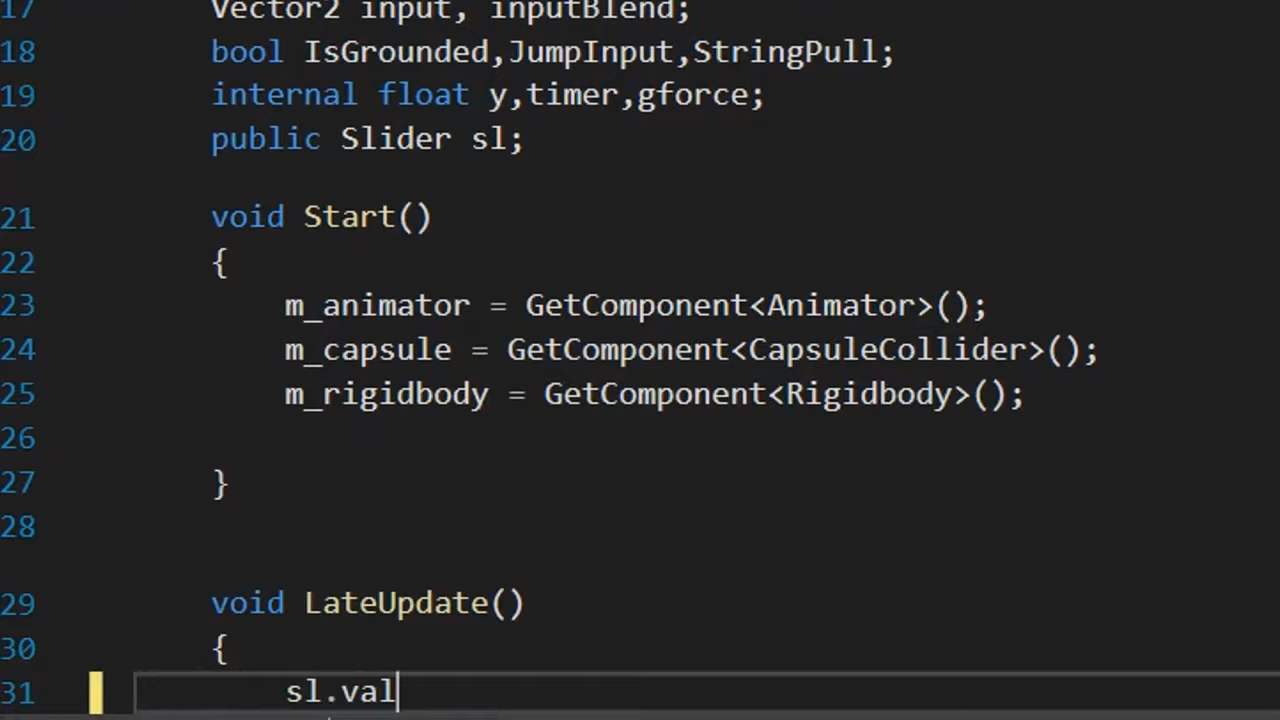 17 Vector2 input, inputBlend;
18 bool IsGrounded,JumpInput,StringPull;
19 internal float y,timer,gforce;
20 public Slider sl;
21 void Start()
22 {
23 m_animator = GetComponent<Animator>();
24 m_capsule = GetComponent<CapsuleCollider>();
25 m_rigidbody = GetComponent<Rigidbody>();
26
27 }
28
29 void LateUpdate()
30 {
31 sl.val